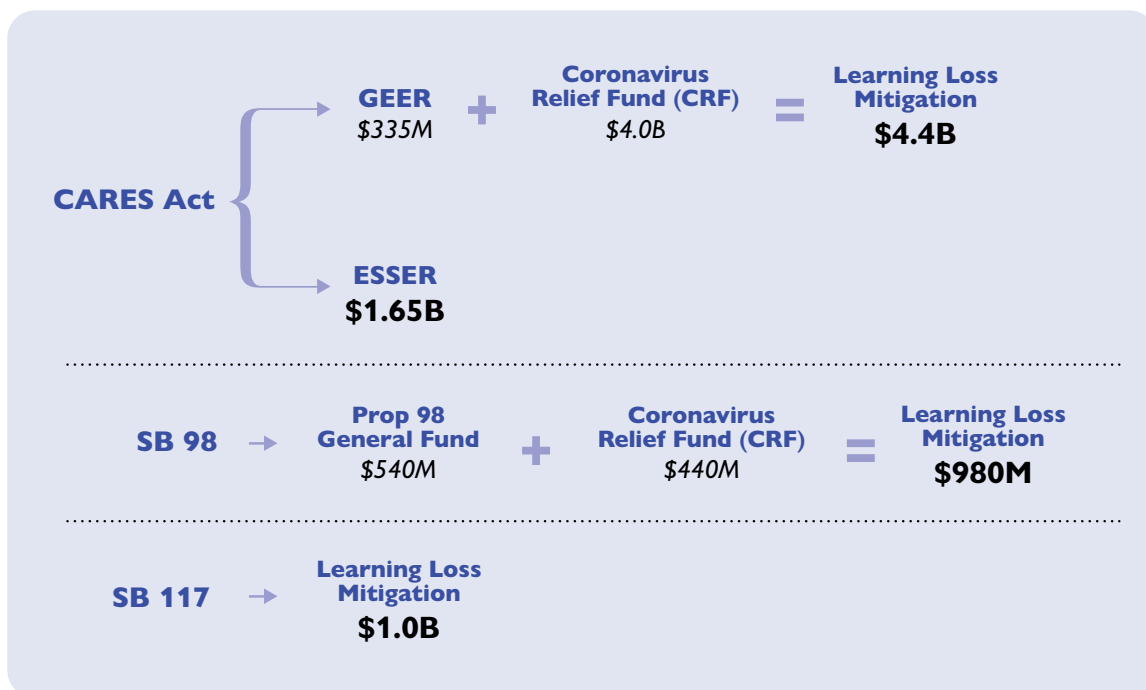 CARES Act
GEER
$335M
+
Coronavirus
Relief Fund (CRF)
$4.0B
=
Learning Loss
Mitigation
$4.4B
ESSER
$1.65B
SB 98
Prop 98
General Fund
$540M
+
Coronavirus
Relief Fund (CRF)
$440M
=
Learning Loss
Mitigation
$980M
SB 117
Learning Loss
Mitigation
$1.0B